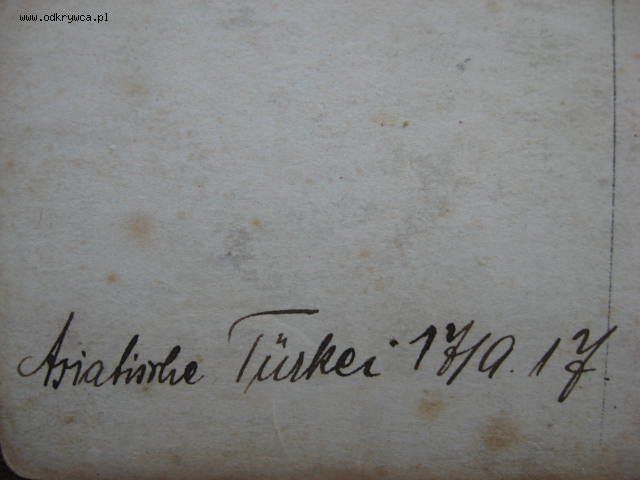 www.odkrywca.pl
Asiatische Türkei 17/9. 17.